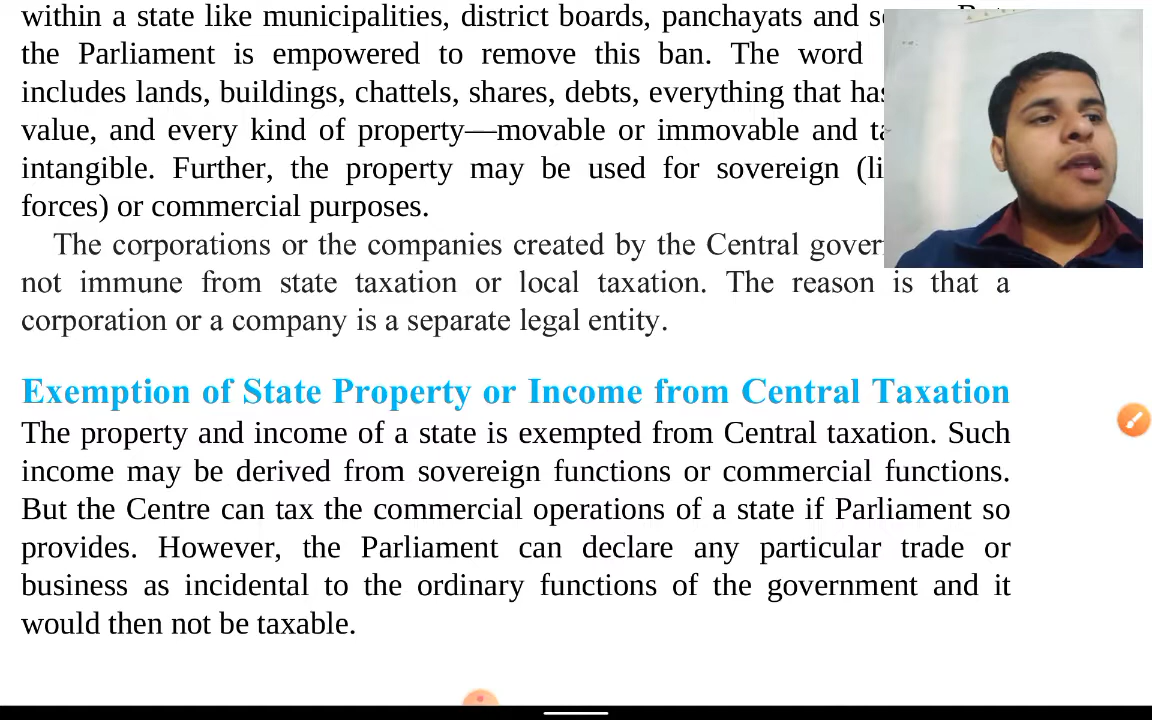 within a state like municipalities, district boards, panchayats and
the Parliament is empowered to remove this ban. The word
includes lands, buildings, chattels, shares, debts, everything that has
value, and every kind of property—movable or immovable and
intangible. Further, the property may be used for sovereign
forces) or commercial purposes.
The corporations or the companies created by the Central
not immune from state taxation or local taxation. The reason is that a
corporation or a company is a separate legal entity.
Exemption of State Property or Income from Central Taxation
The property and income of a state is exempted from Central taxation. Such
income may be derived from sovereign functions or commercial functions.
But the Centre can tax the commercial operations of a state if Parliament so
provides. However, the Parliament can declare any particular trade or
business as incidental to the ordinary functions of the government and it
would then not be taxable.